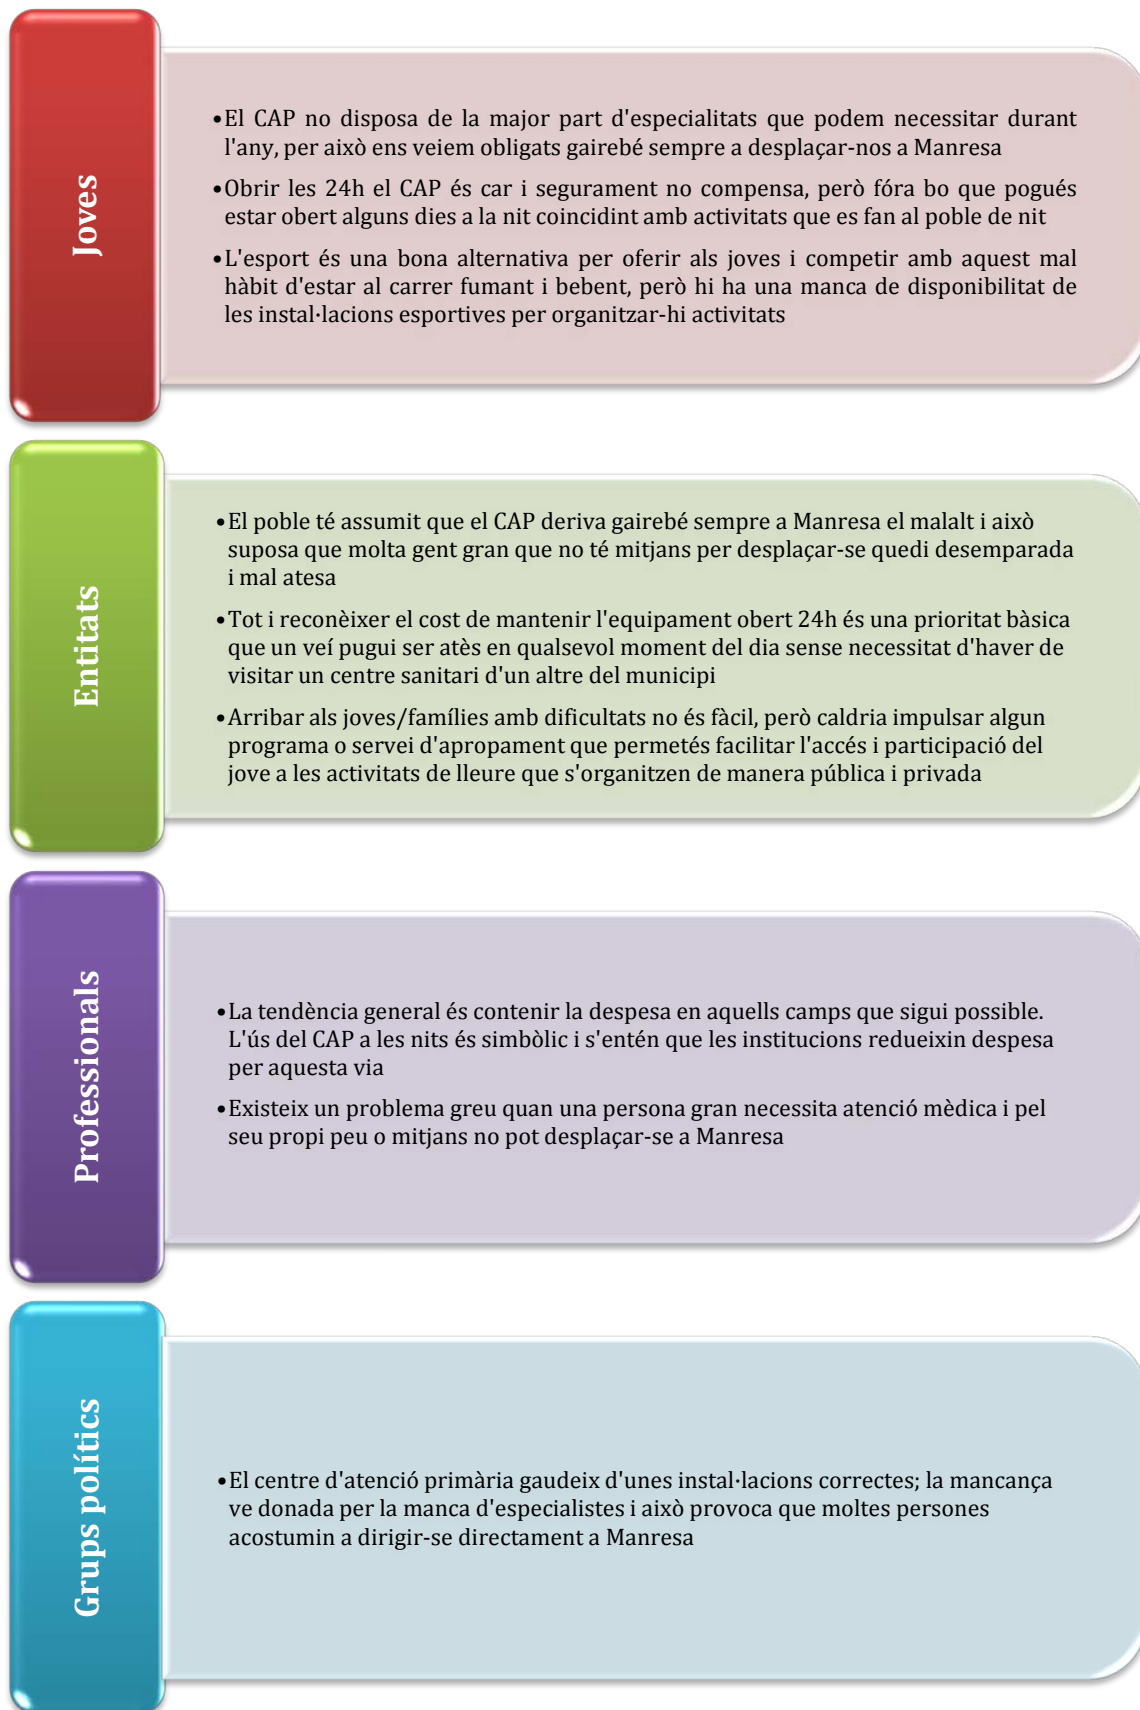 Joves
•El CAP no disposa de la major part d'especialitats que podem necessitar durant
l'any, per això ens veiem obligats gairebé sempre a desplaçar-nos a Manresa
•Obrir les 24h el CAP és car i segurament no compensa, però fóra bo que pogués
estar obert alguns dies a la nit coincidint amb activitats que es fan al poble de nit
•L'esport és una bona alternativa per oferir als joves i competir amb aquest mal
hàbit d'estar al carrer fumant i bebent, però hi ha una manca de disponibilitat de
les instal·lacions esportives per organitzar-hi activitats
Entitats
•El poble té assumit que el CAP deriva gairebé sempre a Manresa el malalt i això
suposa que molta gent gran que no té mitjans per desplaçar-se quedi desemparada
i mal atesa
•Tot i reconèixer el cost de mantenir l'equipament obert 24h és una prioritat bàsica
que un veí pugui ser atès en qualsevol moment del dia sense necessitat d'haver de
visitar un centre sanitari d'un altre del municipi
•Arribar als joves/famílies amb dificultats no és fàcil, però caldria impulsar algun
programa o servei d'apropament que permetés facilitar l'accés i participació del
jove a les activitats de lleure que s'organitzen de manera pública i privada
Professionals
•La tendència general és contenir la despesa en aquells camps que sigui possible.
L'ús del CAP a les nits és simbòlic i s'entén que les institucions redueixin despesa
per aquesta via
•Existeix un problema greu quan una persona gran necessita atenció mèdica i pel
seu propi peu o mitjans no pot desplaçar-se a Manresa
Grups polítics
•El centre d'atenció primària gaudeix d'unes instal·lacions correctes; la mancança
ve donada per la manca d'especialistes i això provoca que moltes persones
acostumin a dirigir-se directament a Manresa